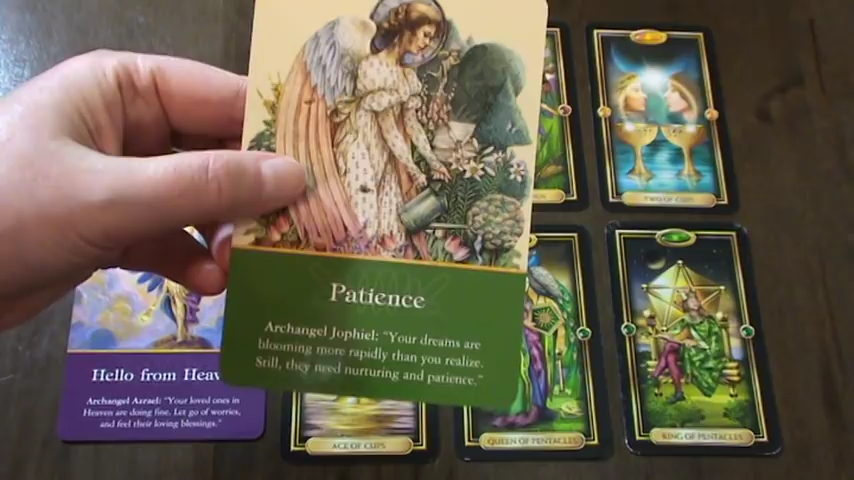 Patience
Archangel Jophiel: “Your dreams are
blooming more rapidly than you realize.
Still, they need nurturing and patience.”
Hello from Heav
Archangel Azrael: “Your loved ones in
Heaven are doing fine. Let go of worries,
and feel their loving blessings.”
TWO OF CUPS
ACE OF CUPS
QUEEN OF PENTACLES
KING OF PENTACLES